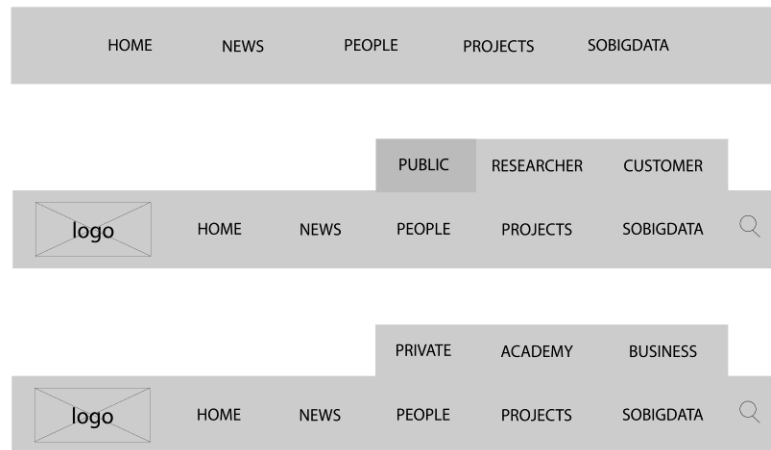 HOME NEWS PEOPLE PROJECTS SOBIGDATA
PUBLIC RESEARCHER CUSTOMER
logo HOME NEWS PEOPLE PROJECTS SOBIGDATA
PRIVATE ACADEMY BUSINESS
logo HOME NEWS PEOPLE PROJECTS SOBIGDATA